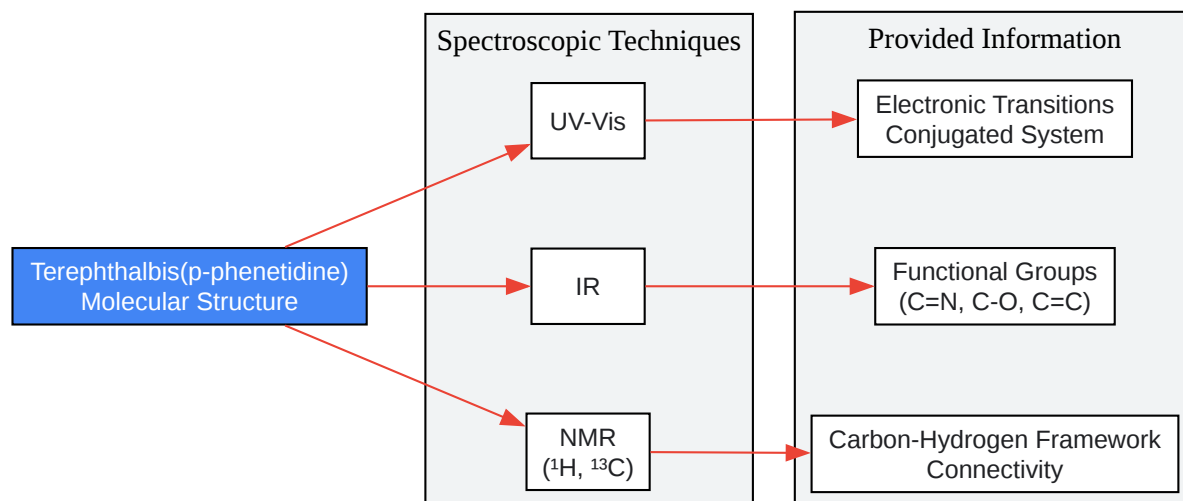 Spectroscopic Techniques
Provided Information
UV-Vis
Electronic Transitions
Conjugated System
Terephthalbis(p-phenetidine)
Molecular Structure
IR
Functional Groups
(C=N, C-O, C=C)
NMR
(¹H, ¹³C)
Carbon-Hydrogen Framework
Connectivity